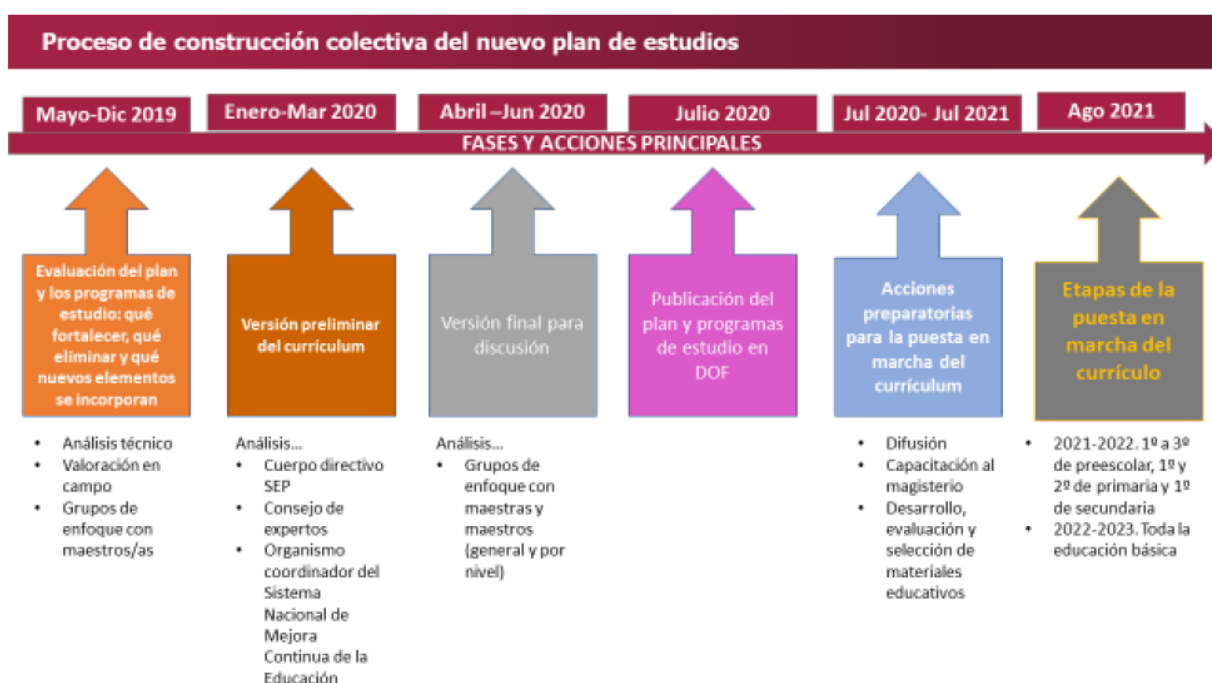 Proceso de construcción colectiva del nuevo plan de estudios
Mayo-Dic 2019
Enero-Mar 2020
Abril –Jun 2020
Julio 2020
Jul 2020- Jul 2021
Ago 2021
FASES Y ACCIONES PRINCIPALES
Evaluación del plan
y los programas de
estudio: qué
fortalecer, qué
eliminar y qué
nuevos elementos
se incorporan
Versión preliminar
del currículum
Versión final para
discusión
Publicación del
plan y programas
de estudio en
DOF
Acciones
preparatorias
para la puesta en
marcha del
currícylum
Etapas de la
puesta en
marcha del
currículo
• Análisis técnico
• Valoración en
campo
• Grupos de
enfoque con
maestros/as
Análisis...
• Cuerpo directivo
SEP
• Consejo de
expertos
• Organismo
coordinador del
Sistema
Nacional de
Mejora
Continua de la
Educación
Análisis...
• Grupos de
enfoque con
maestras y
maestros
(general y por
nivel)
• Difusión
• Capacitación al
magisterio
• Desarrollo,
evaluación y
selección de
materiales
educativos
• 2021-2022. 1º a 3º
de preescolar, 1º y
2º de primaria y 1º
de secundaria
• 2022-2023. Toda la
educación básica